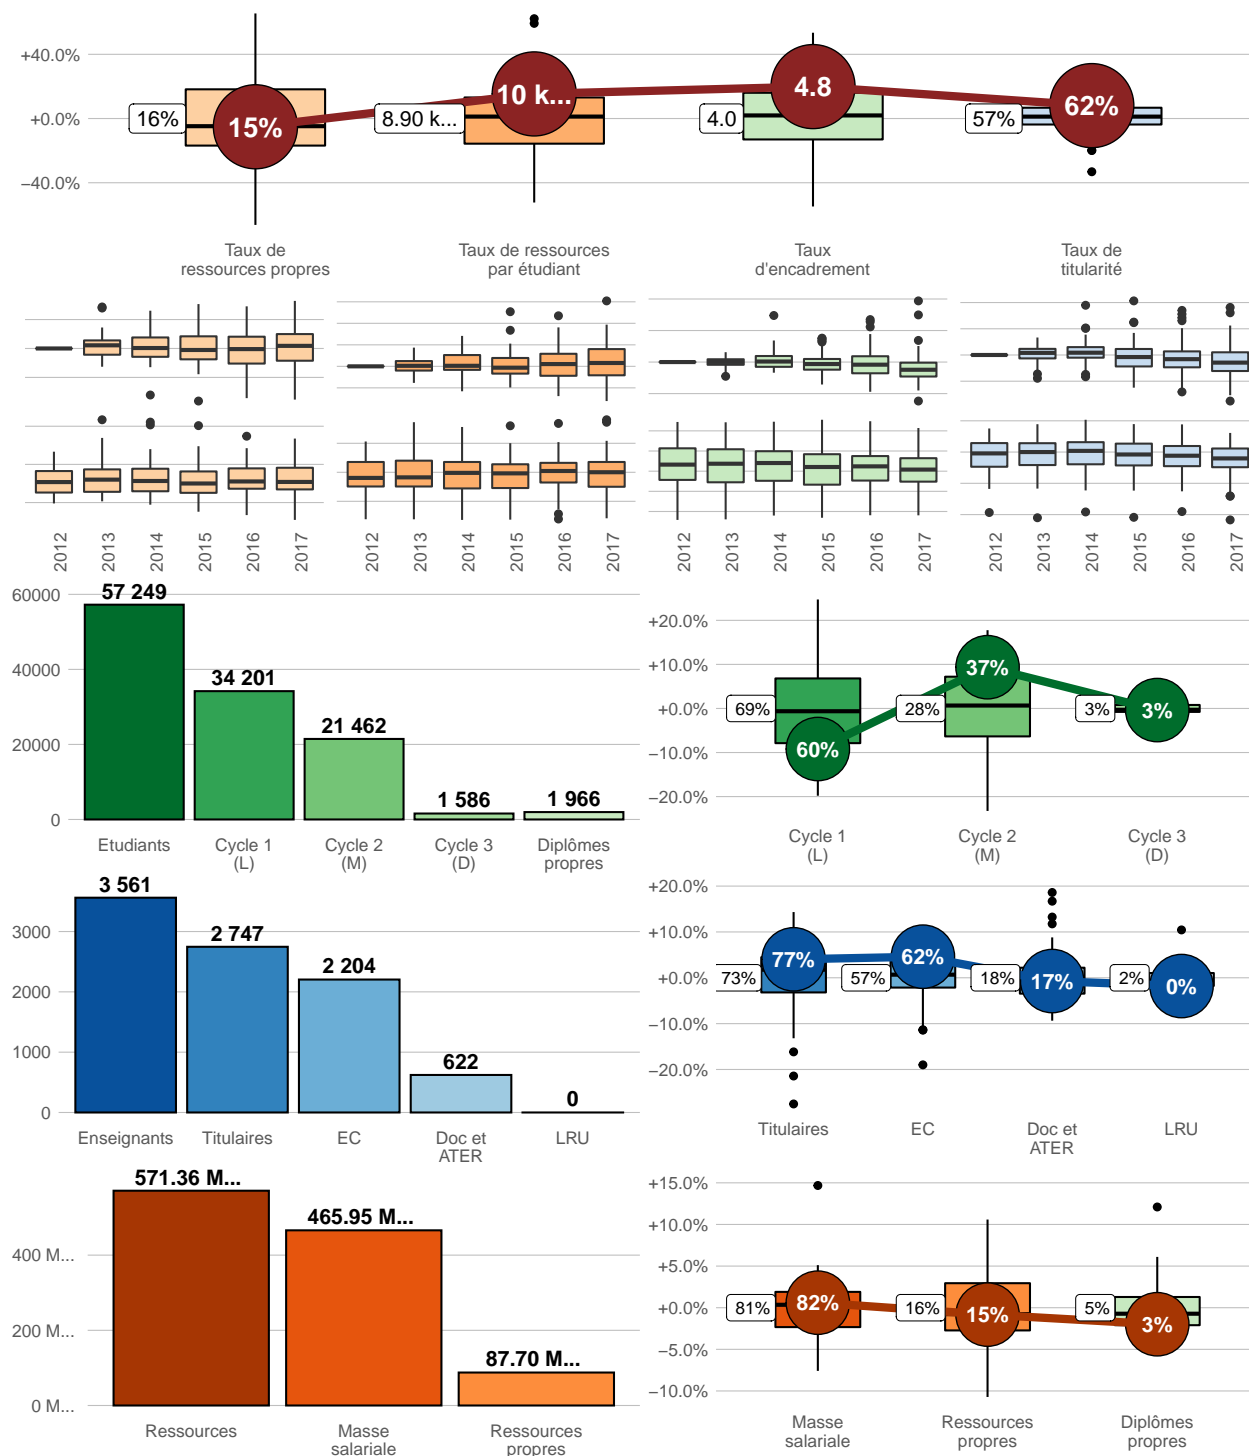 +40.0%
+0.0%
−40.0%
16%
15%
8.90 k...
10 k...
4.0
4.8
57%
62%
Taux de
ressources propres
Taux de ressources
par étudiant
Taux
d'encadrement
Taux de
titularité
2012
2013
2014
2015
2016
2017
2012
2013
2014
2015
2016
2017
2012
2013
2014
2015
2016
2017
2012
2013
2014
2015
2016
2017
60000
40000
20000
0
57 249
34 201
21 462
1 586
1 966
Etudiants
Cycle 1
(L)
Cycle 2
(M)
Cycle 3
(D)
Diplômes
propres
+20.0%
+10.0%
+0.0%
−10.0%
−20.0%
69%
60%
28%
37%
3%
3%
Cycle 1
(L)
Cycle 2
(M)
Cycle 3
(D)
3000
2000
1000
0
3 561
2 747
2 204
622
0
Enseignants
Titulaires
EC
Doc et
ATER
LRU
+20.0%
+10.0%
+0.0%
−10.0%
−20.0%
73%
77%
57%
62%
18%
17%
2%
0%
Titulaires
EC
Doc et
ATER
LRU
400 M...
200 M...
0 M...
571.36 M...
465.95 M...
87.70 M...
Ressources
Masse
salariale
Ressources
propres
+15.0%
+10.0%
+5.0%
+0.0%
−5.0%
−10.0%
81%
82%
16%
15%
5%
3%
Masse
salariale
Ressources
propres
Diplômes
propres